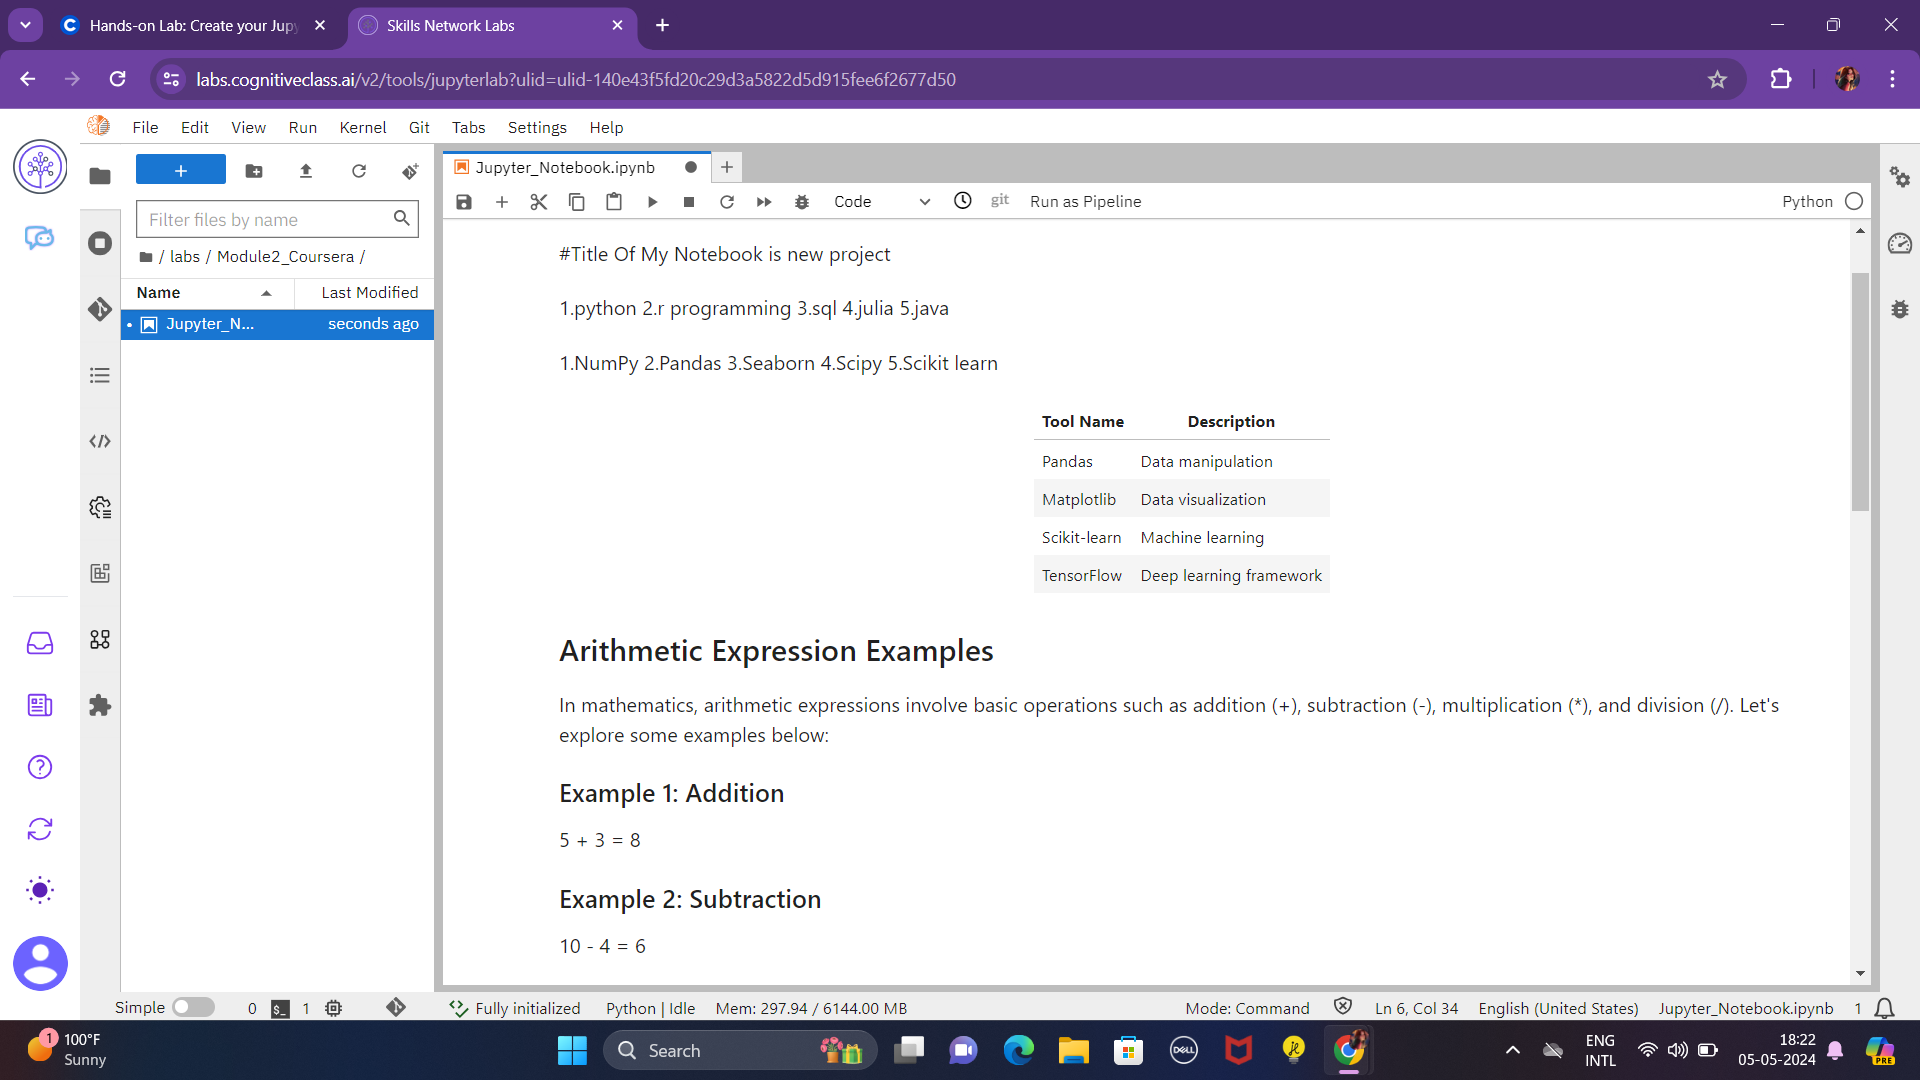 Hands-on Lab: Create your Jup
Skills Network Labs
labs.cognitiveclass.ai/v2/tools/jupyterlab?ulid=ulid-140e43f5fd20c29d3a5822d5d915fee6f2677d50
File Edit View Run Kernel Git Tabs Settings Help
Jupyter_Notebook.ipynb
Filter files by name
Code
git
Run as Pipeline
Python
/ labs / Module2_Coursera /
Name Last Modified
Jupyter_N... seconds ago
#Title Of My Notebook is new project
1.python 2.r programming 3.sql 4.julia 5.java
1.NumPy 2.Pandas 3.Seaborn 4.Scipy 5.Scikit learn
Tool Name Description
Pandas Data manipulation
Matplotlib Data visualization
Scikit-learn Machine learning
TensorFlow Deep learning framework
Arithmetic Expression Examples
In mathematics, arithmetic expressions involve basic operations such as addition (+), subtraction (-), multiplication (*), and division (/). Let's
explore some examples below:
Example 1: Addition
5 + 3 = 8
Example 2: Subtraction
10 - 4 = 6
Simple 0 $_ 1 Fully initialized Python | Idle Mem: 297.94 / 6144.00 MB Mode: Command Ln 6, Col 34 English (United States) Jupyter_Notebook.ipynb 1
1
100°F
Sunny
Search
DELL
ENG
INTL
18:22
05-05-2024
PRE